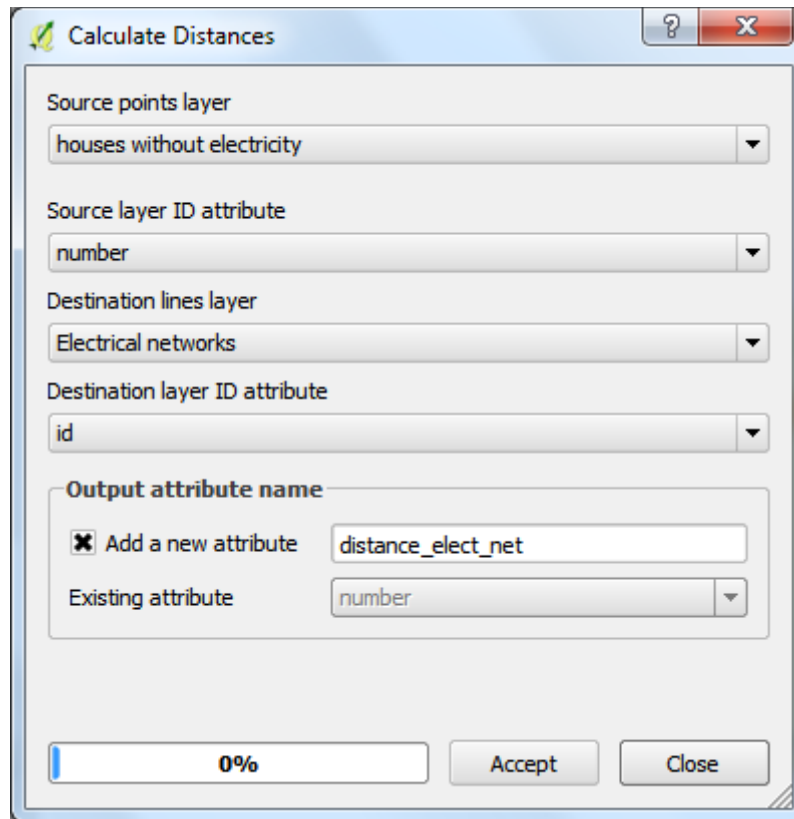 Calculate Distances
Source points layer
houses without electricity
Source layer ID attribute
number
Destination lines layer
Electrical networks
Destination layer ID attribute
id
Output attribute name
Add a new attribute distance_elect_net
Existing attribute number
0% Accept Close